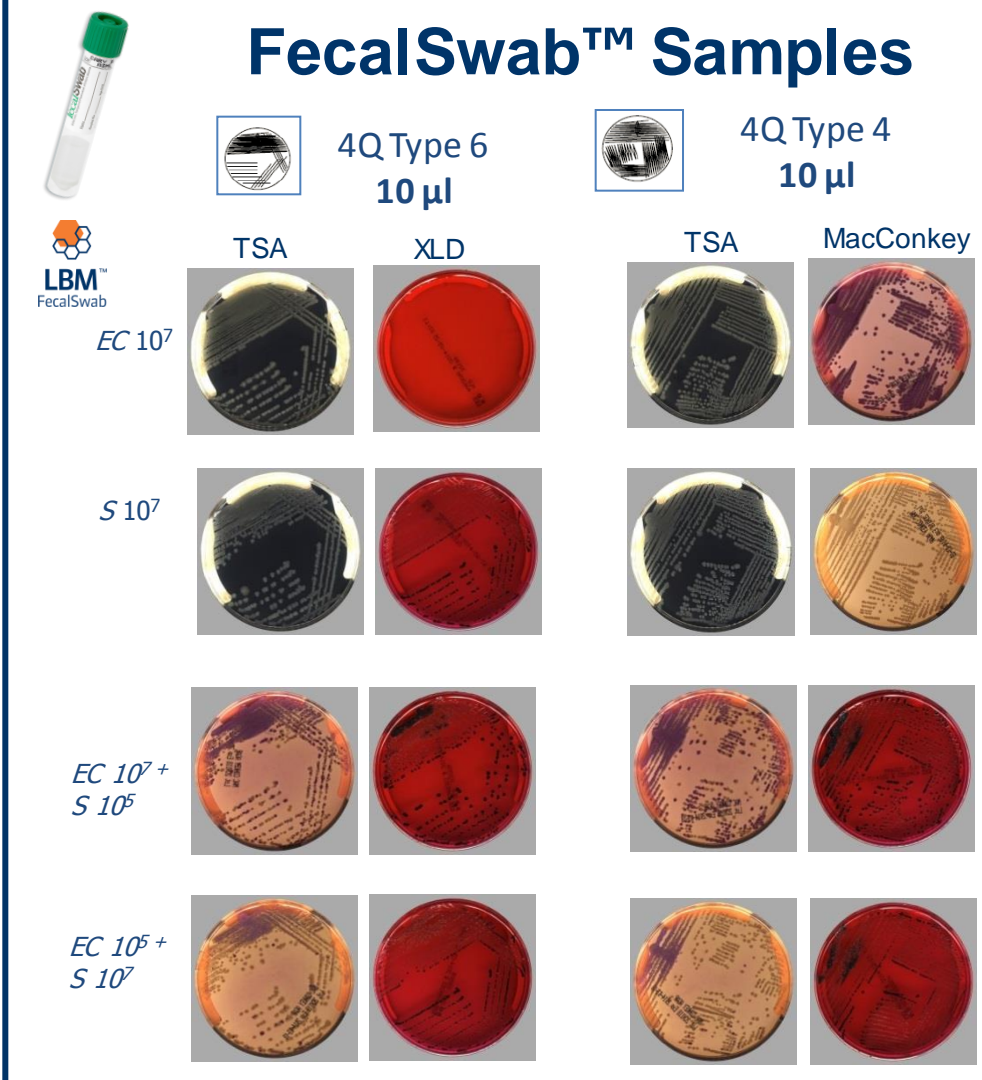 FecalSwab™ Samples
4Q Type 6
10 µl
4Q Type 4
10 µl
LBM™
FecalSwab
TSA
XLD
TSA
MacConkey
EC 10⁷
S 10⁷
EC 10⁷ +
S 10⁵
EC 10⁵ +
S 10⁷
fecalSwab